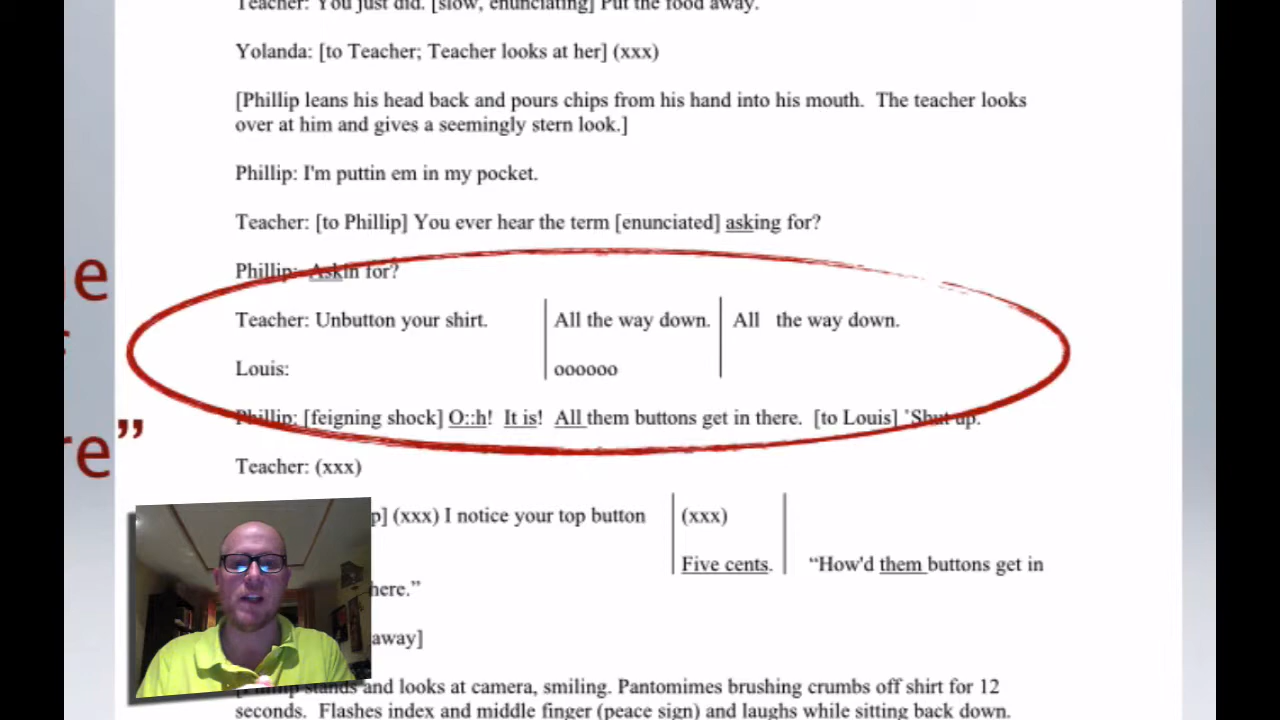 Teacher: You just did. [slow, enunciating] Put the food away.
Yolanda: [to Teacher; Teacher looks at her] (xxx)
[Phillip leans his head back and pours chips from his hand into his mouth. The teacher looks
over at him and gives a seemingly stern look.]
Phillip: I'm puttin em in my pocket.
Teacher: [to Phillip] You ever hear the term [enunciated] asking for?
Phillip: Askin for?
Teacher: Unbutton your shirt. All the way down. All the way down.
Louis: oooooo
Phillip: [feigning shock] O::h! It is! All them buttons get in there. [to Louis] ˚Shut up.
Teacher: (xxx)
p] (xxx) I notice your top button (xxx)
Five cents. “How'd them buttons get in
here.”
away]
[Phillip stands and looks at camera, smiling. Pantomimes brushing crumbs off shirt for 12
seconds. Flashes index and middle finger (peace sign) and laughs while sitting back down.
e
re”